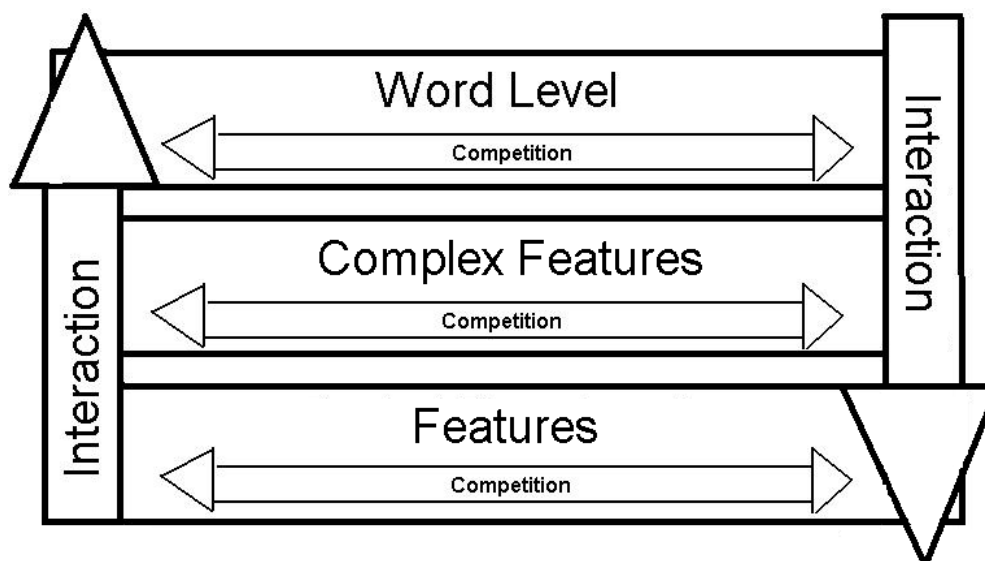 Word Level
Competition
Interaction
Complex Features
Competition
Interaction
Features
Competition